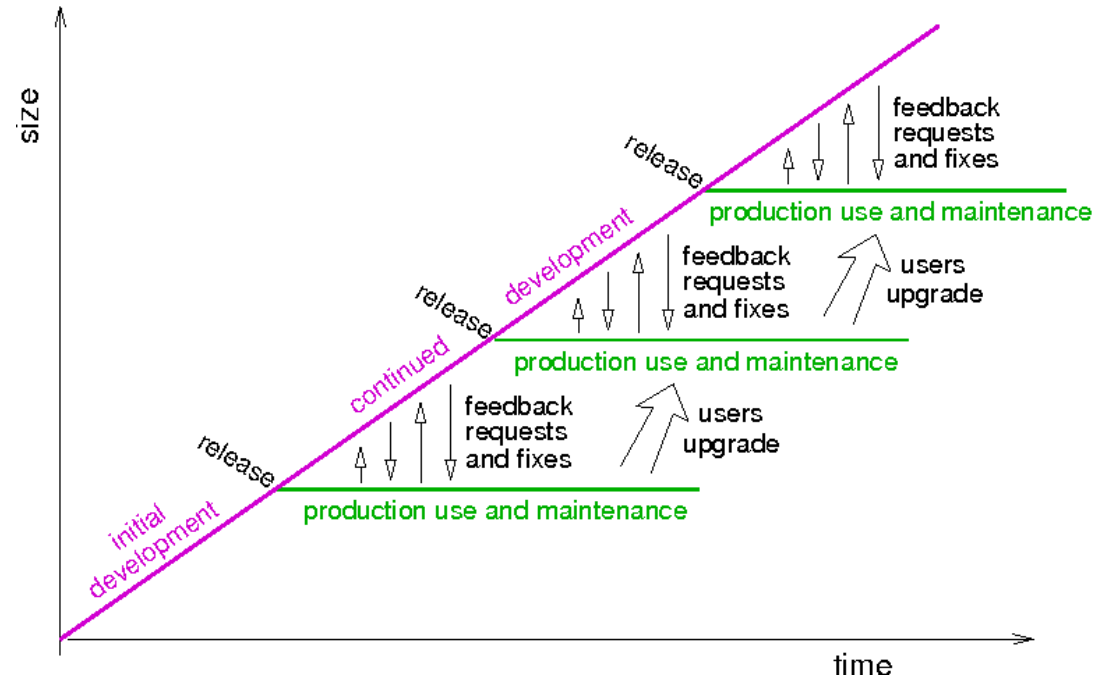 size
feedback
requests
and fixes
release
production use and maintenance
development
feedback
requests
and fixes
users
upgrade
release
production use and maintenance
continued
feedback
requests
and fixes
users
upgrade
release
production use and maintenance
initial
development
time